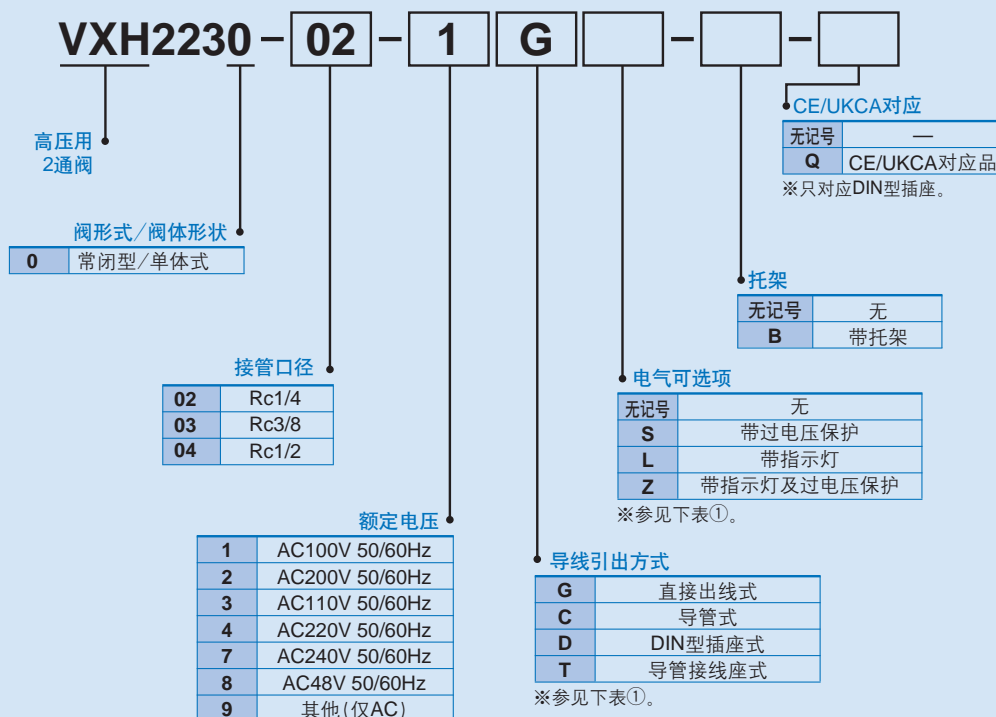 VXH2230-02-1G□-□-□
高压用
2通阀
阀形式/阀体形状
0 常闭型/单体式
接管口径
02 Rc1/4
03 Rc3/8
04 Rc1/2
额定电压
1 AC100V 50/60Hz
2 AC200V 50/60Hz
3 AC110V 50/60Hz
4 AC220V 50/60Hz
7 AC240V 50/60Hz
8 AC48V 50/60Hz
9 其他(仅AC)
导线引出方式
G 直接出线式
C 导管式
D DIN型插座式
T 导管接线座式
※参见下表①。
电气可选项
无记号 无
S 带过电压保护
L 带指示灯
Z 带指示灯及过电压保护
※参见下表①。
托架
无记号 无
B 带托架
CE/UKCA对应
无记号 —
Q CE/UKCA对应品
※只对应DIN型插座。